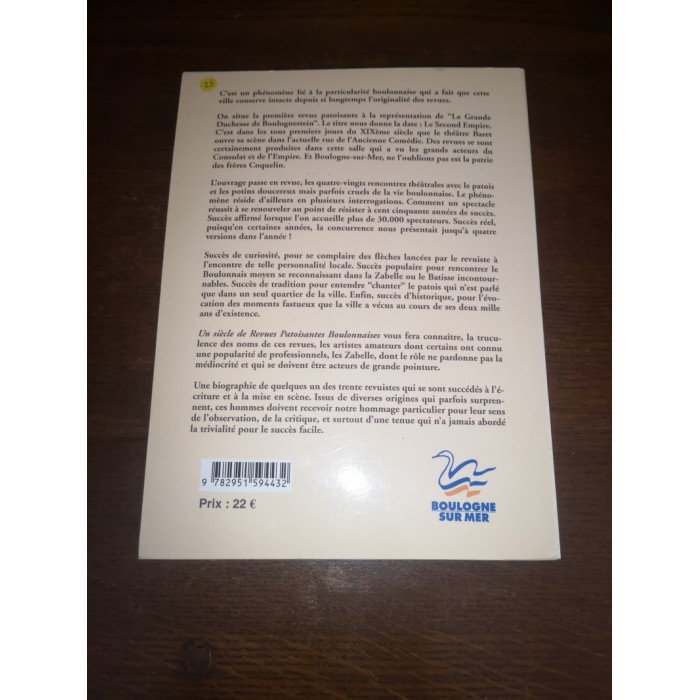 23
C'est un phénomène lié à la particularité boulonnaise qui a fait que cette
ville conserve intacte depuis si longtemps l'originalité des revues.
On situe la première revue patoisante à la représentation de "La Grande
Duchesse de Boulognestein". Le titre nous donne la date : Le Second Empire.
C'est dans les tous premiers jours du XIXème siècle que le théâtre Baret
ouvre sa scène dans l'actuelle rue de l'Ancienne Comédie. Des revues se sont
certainement produites dans cette salle qui a vu les grands acteurs du
Consulat et de l'Empire. Et Boulogne-sur-Mer, ne l'oublions pas est la patrie
des frères Coquelin.
L'ouvrage passe en revue, les quatre-vingts rencontres théâtrales avec le patois
et les potins doucereux mais parfois cruels de la vie boulonnaise. Le phéno-
mène réside d'ailleurs en plusieurs interrogations. Comment un spectacle
réussit à se renouveler au point de résister à cent cinquante années de succès.
Succès affirmé lorsque l'on accueille plus de 30.000 spectateurs. Succès réel,
puisqu'en certaines années, la concurrence nous présentait jusqu'à quatre
versions dans l'année !
Succès de curiosité, pour se complaire des flèches lancées par le revuiste à
l'encontre de telle personnalité locale. Succès populaire pour rencontrer le
Boulonnais moyen se reconnaissant dans la Zabelle ou le Batisse incontour-
nables. Succès de tradition pour entendre "chanter" le patois qui n'est parlé
que dans un seul quartier de la ville. Enfin, succès d'historique, pour l'évo-
cation des moments fastueux que la ville a vécus au cours de ses deux mille
ans d'existence.
Un siècle de Revues Patoisantes Boulonnaises vous fera connaître, la trucu-
lence des noms de ces revues, les artistes amateurs dont certains ont connu
une popularité de professionnels, les Zabelle, dont le rôle ne pardonne pas la
médiocrité et qui se doivent être acteurs de grande pointure.
Une biographie de quelques un des trente revuistes qui se sont succédés à l'é-
criture et à la mise en scène. Issus de diverses origines qui parfois surpren-
nent, ces hommes doivent recevoir notre hommage particulier pour leur sens
de l'observation, de la critique, et surtout d'une tenue qui n'a jamais abordé
la trivialité pour le succès facile.
9 782951 594432
Prix : 22 €
BOULOGNE
SUR MER